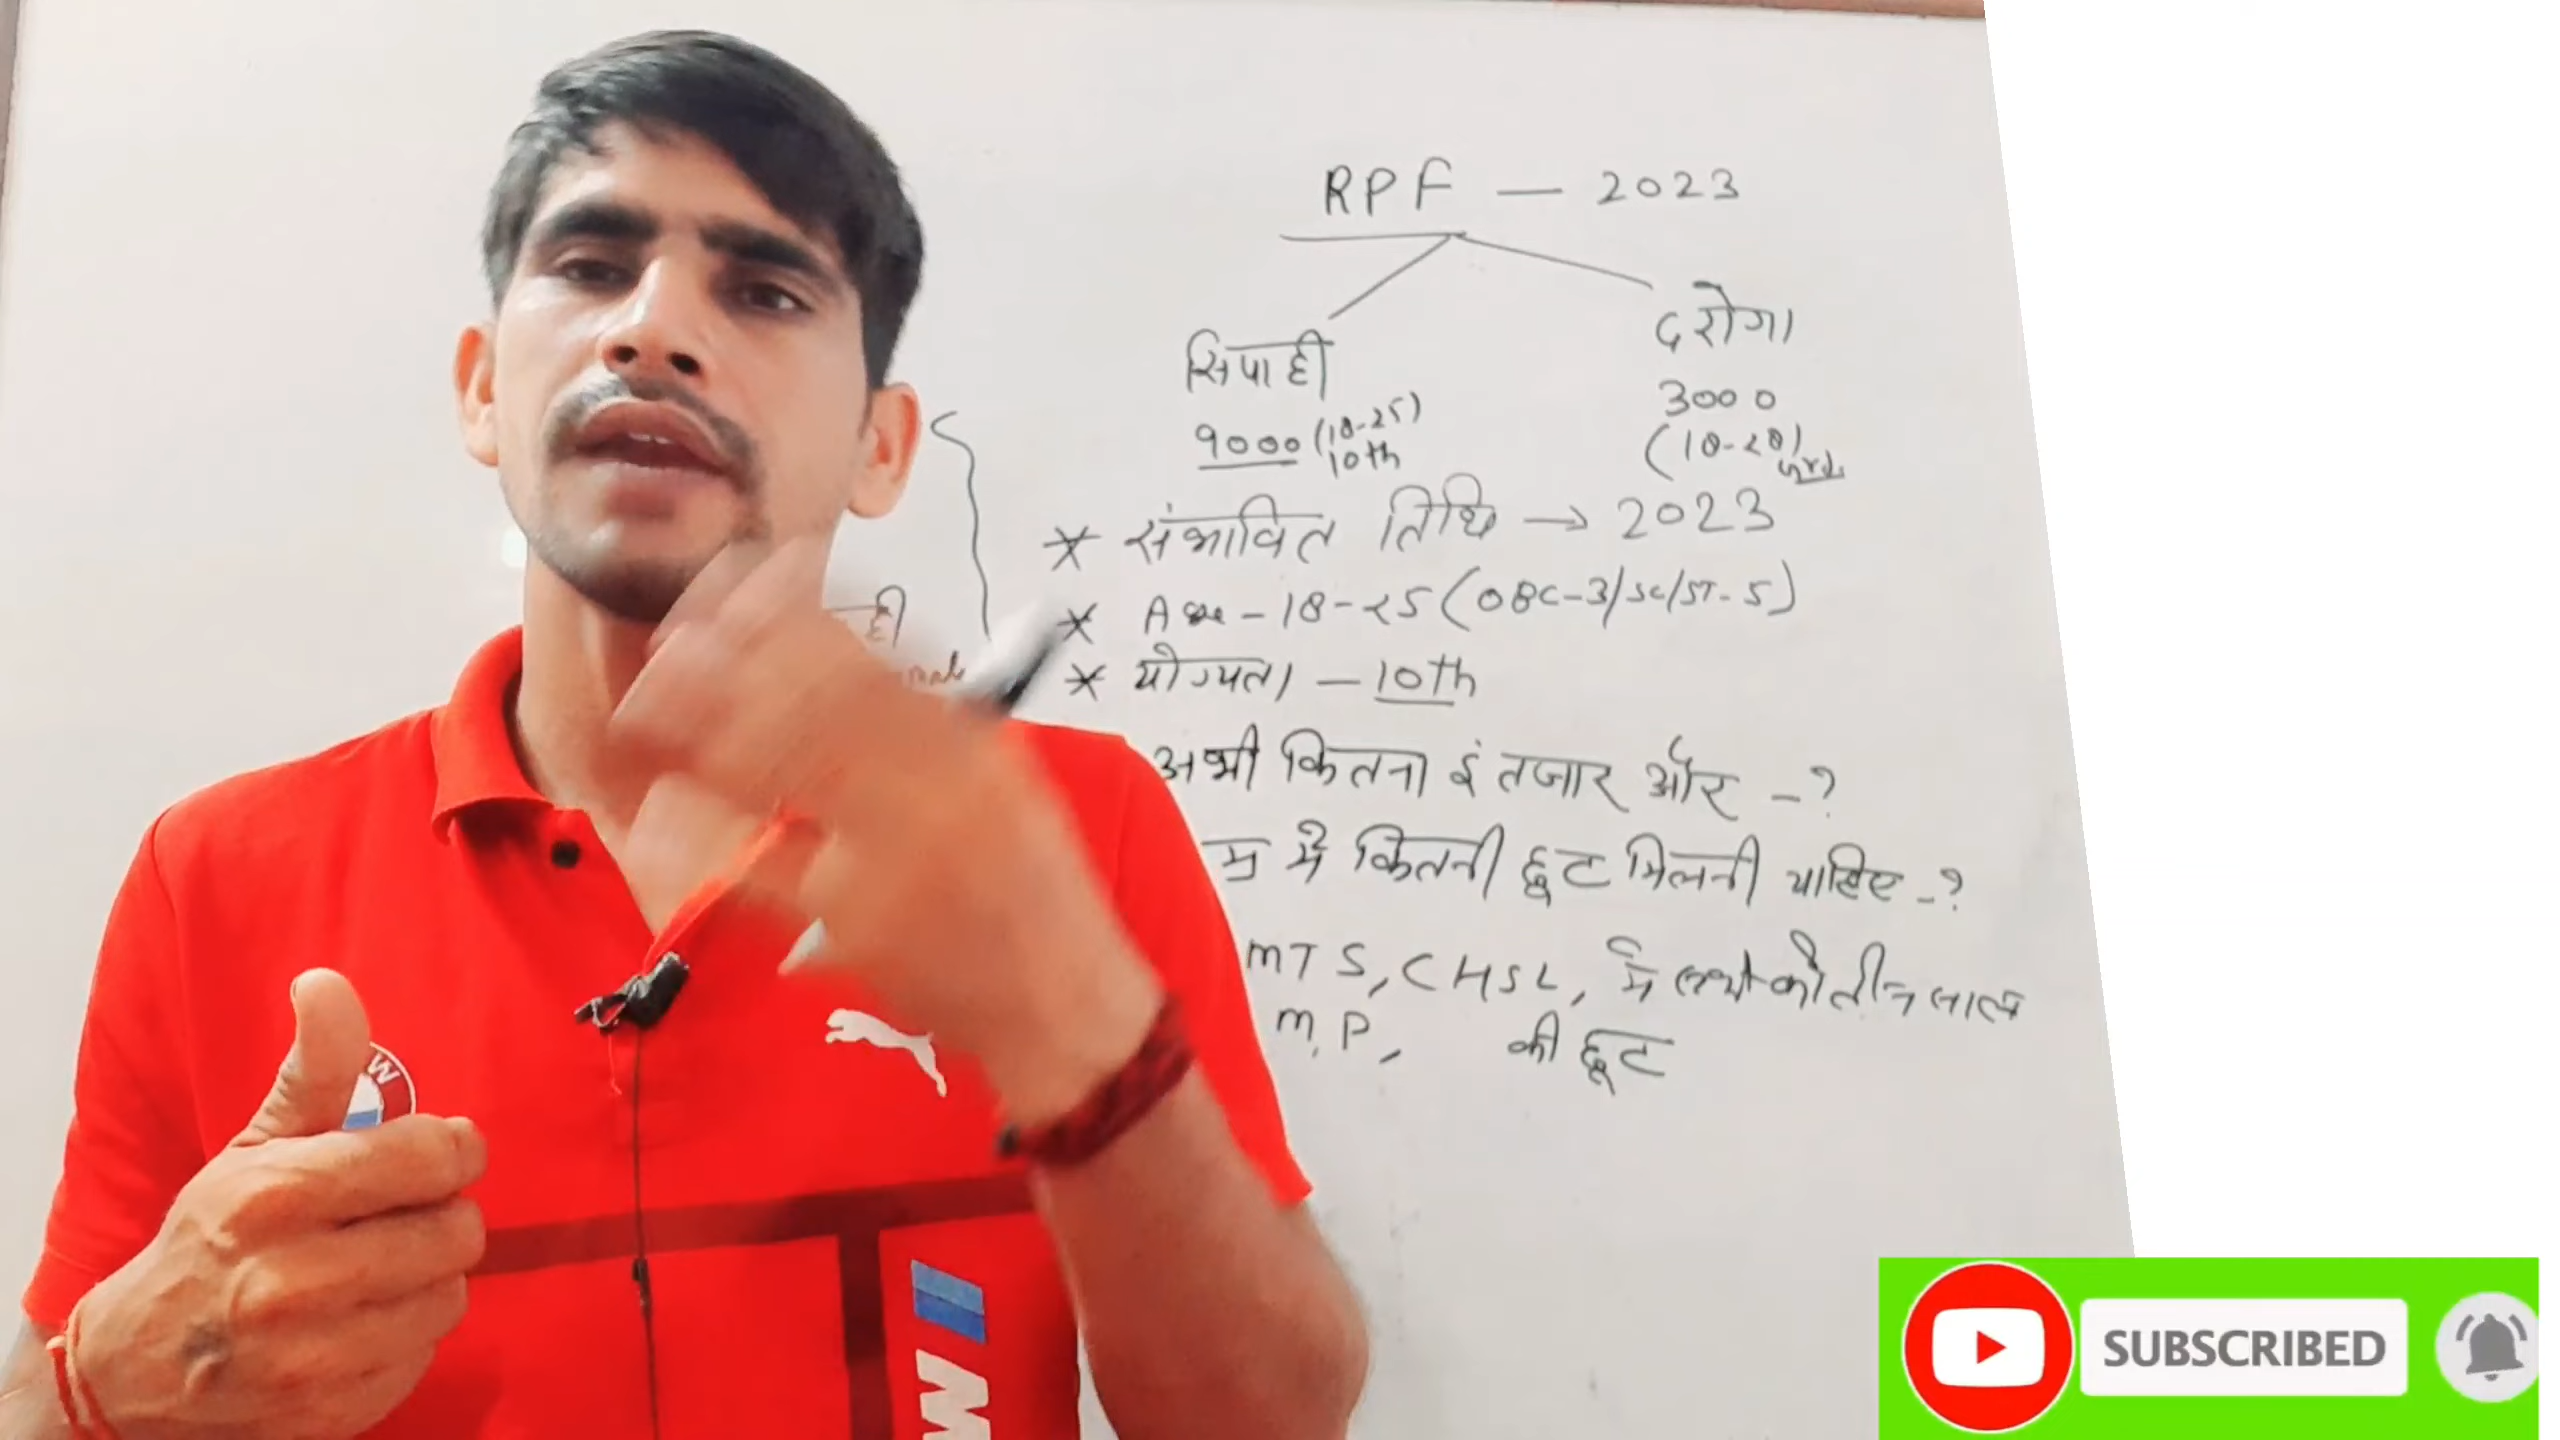 RPF — 2023
सिपाही
9000 (18-25)
10th
दरोगा
3000
(18-28)
* संभावित तिथि → 2023
* Age - 18-25 (OBC-3/SC/ST-5)
* योग्यता - 10th
अभी कितना इंतजार और - ?
में कितनी छूट मिलनी चाहिए - ?
MTS, CHSL, में को तीन साल
M.P, की छूट
ही
W
M
SUBSCRIBED